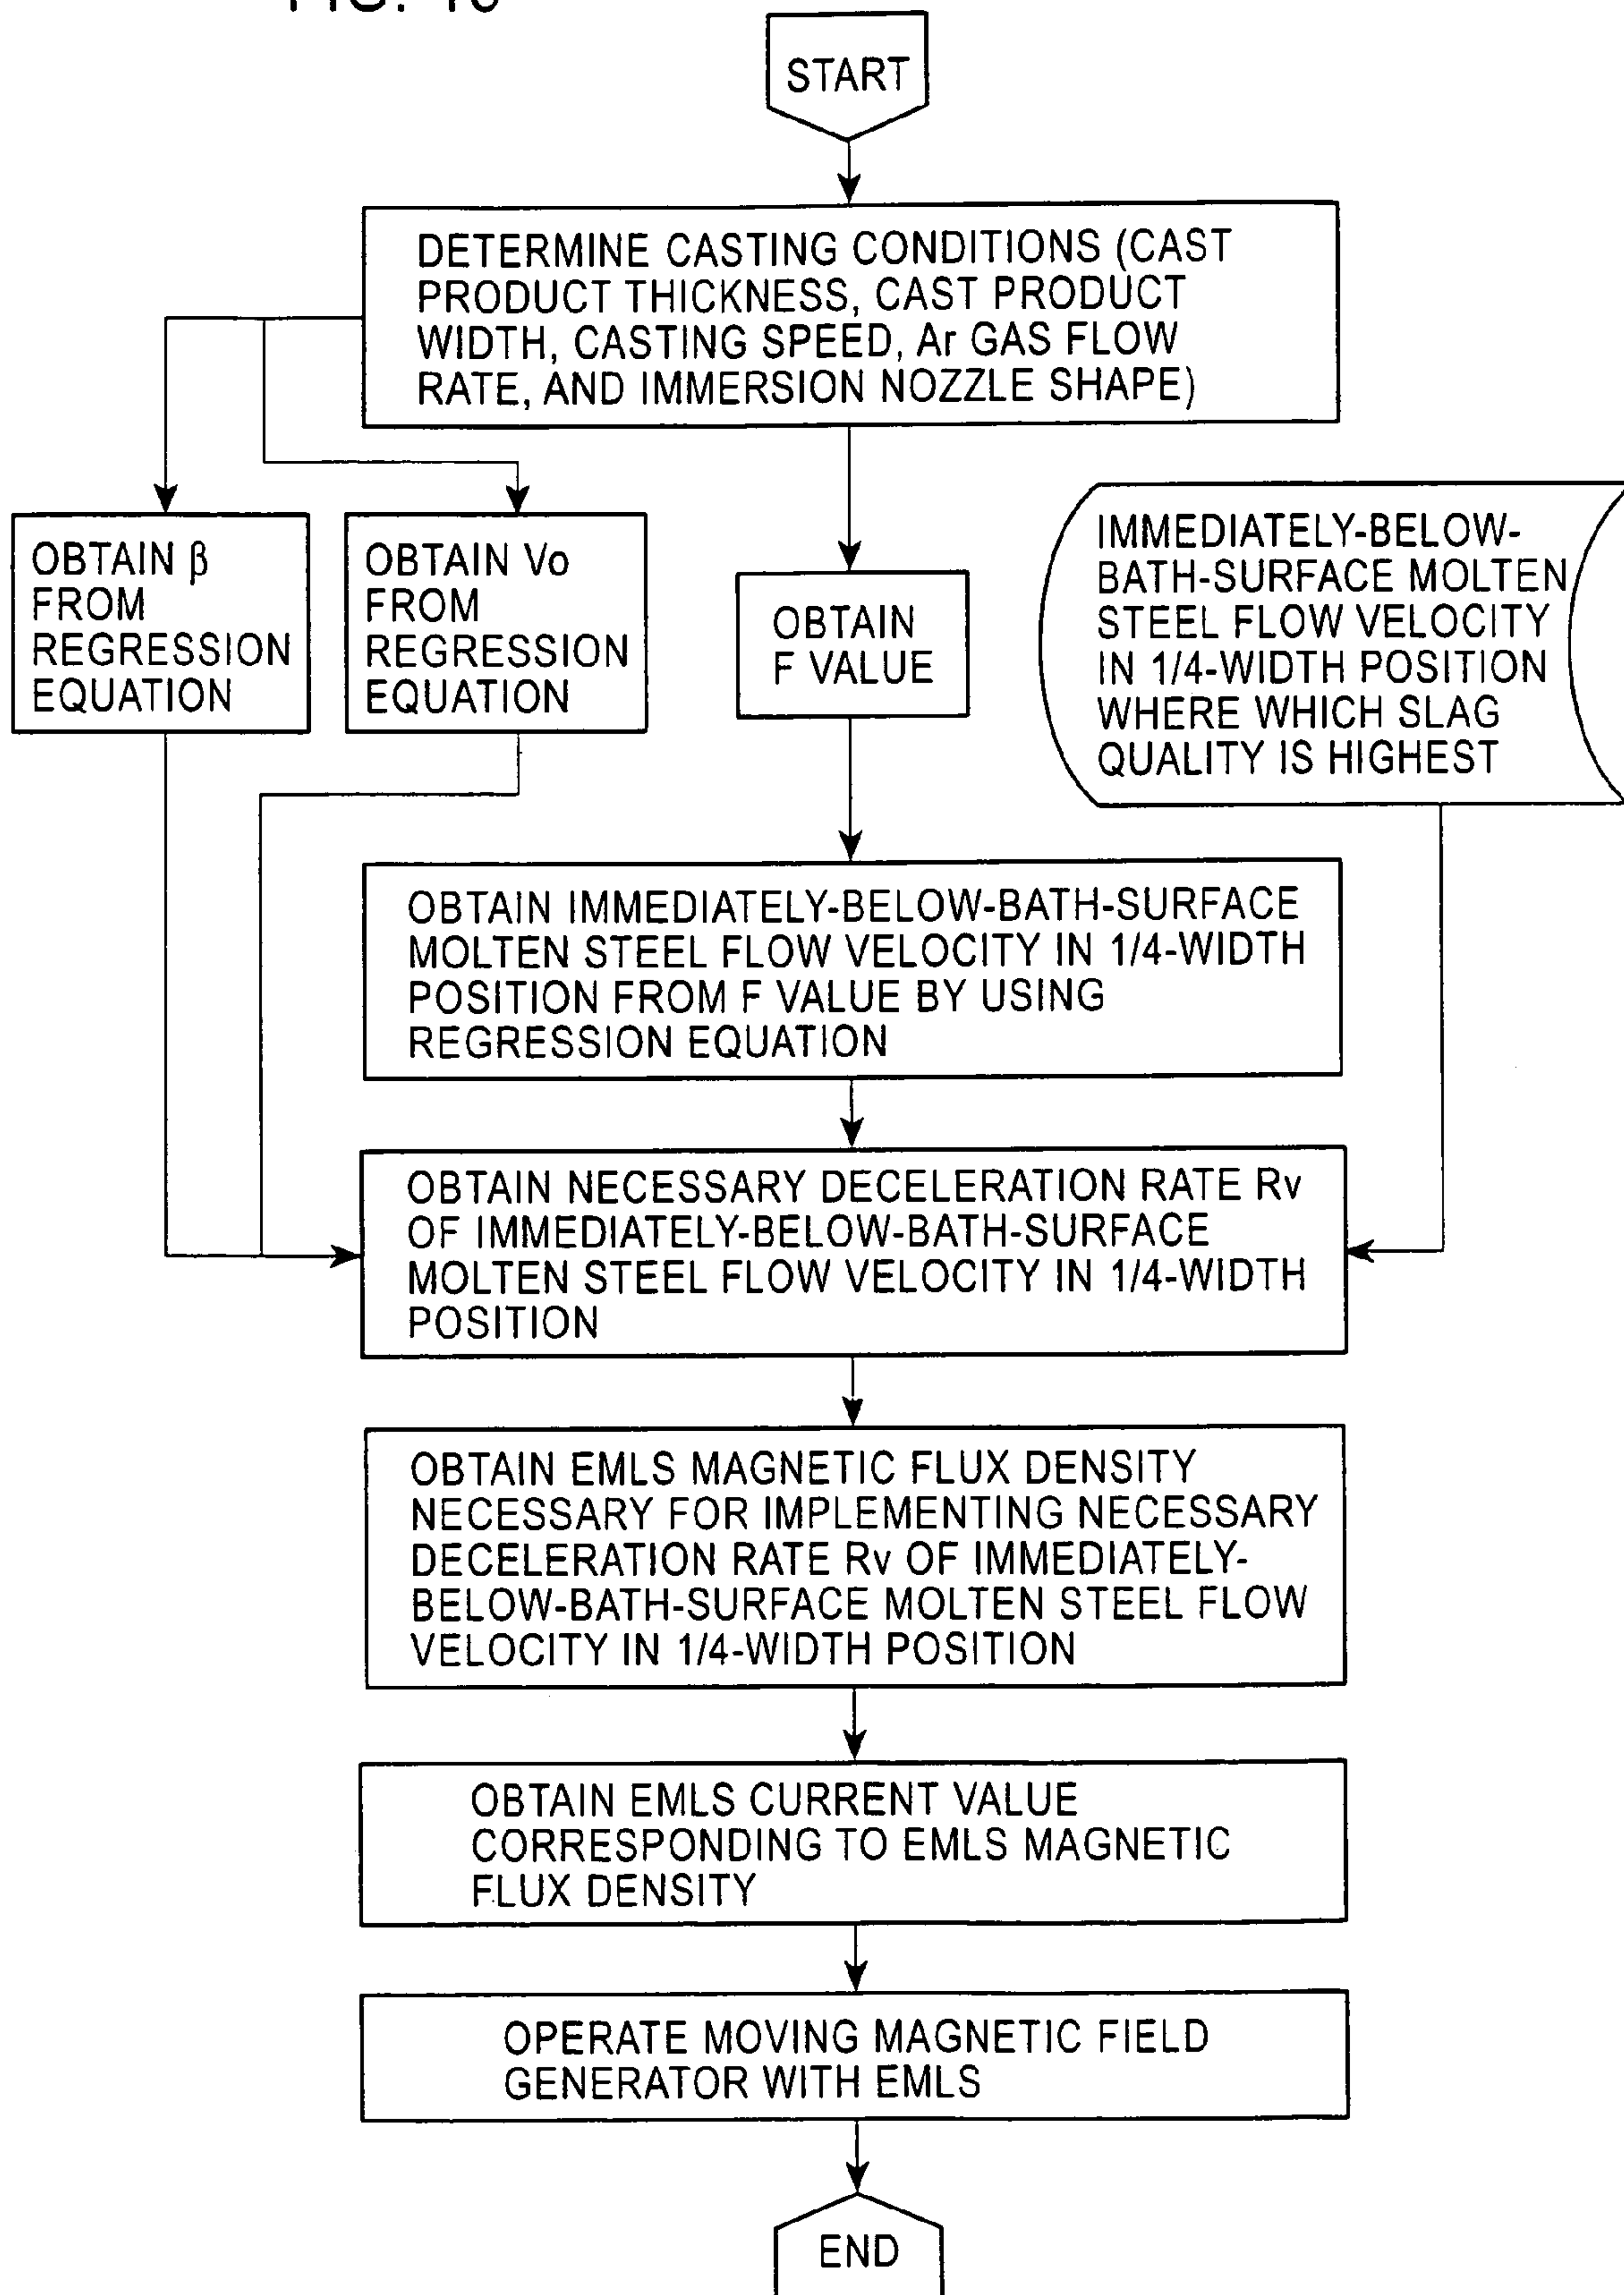 START
DETERMINE CASTING CONDITIONS (CAST
PRODUCT THICKNESS, CAST PRODUCT
WIDTH, CASTING SPEED, Ar GAS FLOW
RATE, AND IMMERSION NOZZLE SHAPE)
OBTAIN β
FROM
REGRESSION
EQUATION
OBTAIN Vo
FROM
REGRESSION
EQUATION
OBTAIN
F VALUE
IMMEDIATELY-BELOW-
BATH-SURFACE MOLTEN
STEEL FLOW VELOCITY
IN 1/4-WIDTH POSITION
WHERE WHICH SLAG
QUALITY IS HIGHEST
OBTAIN IMMEDIATELY-BELOW-BATH-SURFACE
MOLTEN STEEL FLOW VELOCITY IN 1/4-WIDTH
POSITION FROM F VALUE BY USING
REGRESSION EQUATION
OBTAIN NECESSARY DECELERATION RATE Rv
OF IMMEDIATELY-BELOW-BATH-SURFACE
MOLTEN STEEL FLOW VELOCITY IN 1/4-WIDTH
POSITION
OBTAIN EMLS MAGNETIC FLUX DENSITY
NECESSARY FOR IMPLEMENTING NECESSARY
DECELERATION RATE Rv OF IMMEDIATELY-
BELOW-BATH-SURFACE MOLTEN STEEL FLOW
VELOCITY IN 1/4-WIDTH POSITION
OBTAIN EMLS CURRENT VALUE
CORRESPONDING TO EMLS MAGNETIC
FLUX DENSITY
OPERATE MOVING MAGNETIC FIELD
GENERATOR WITH EMLS
END